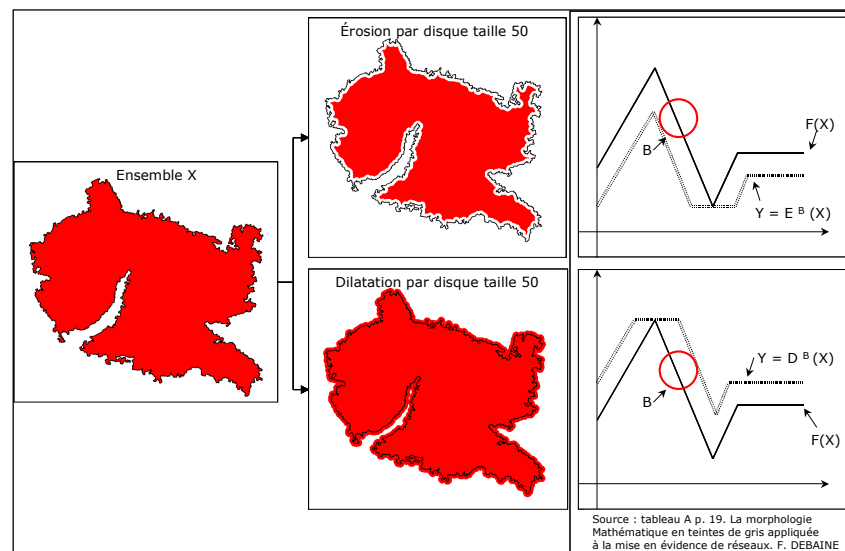 Érosion par disque taille 50
Ensemble X
Dilatation par disque taille 50
F(X)
B
Y = E B (X)
Y = D B (X)
B
F(X)
Source : tableau A p. 19. La morphologie
Mathématique en teintes de gris appliquée
à la mise en évidence de réseaux. F. DEBAINE